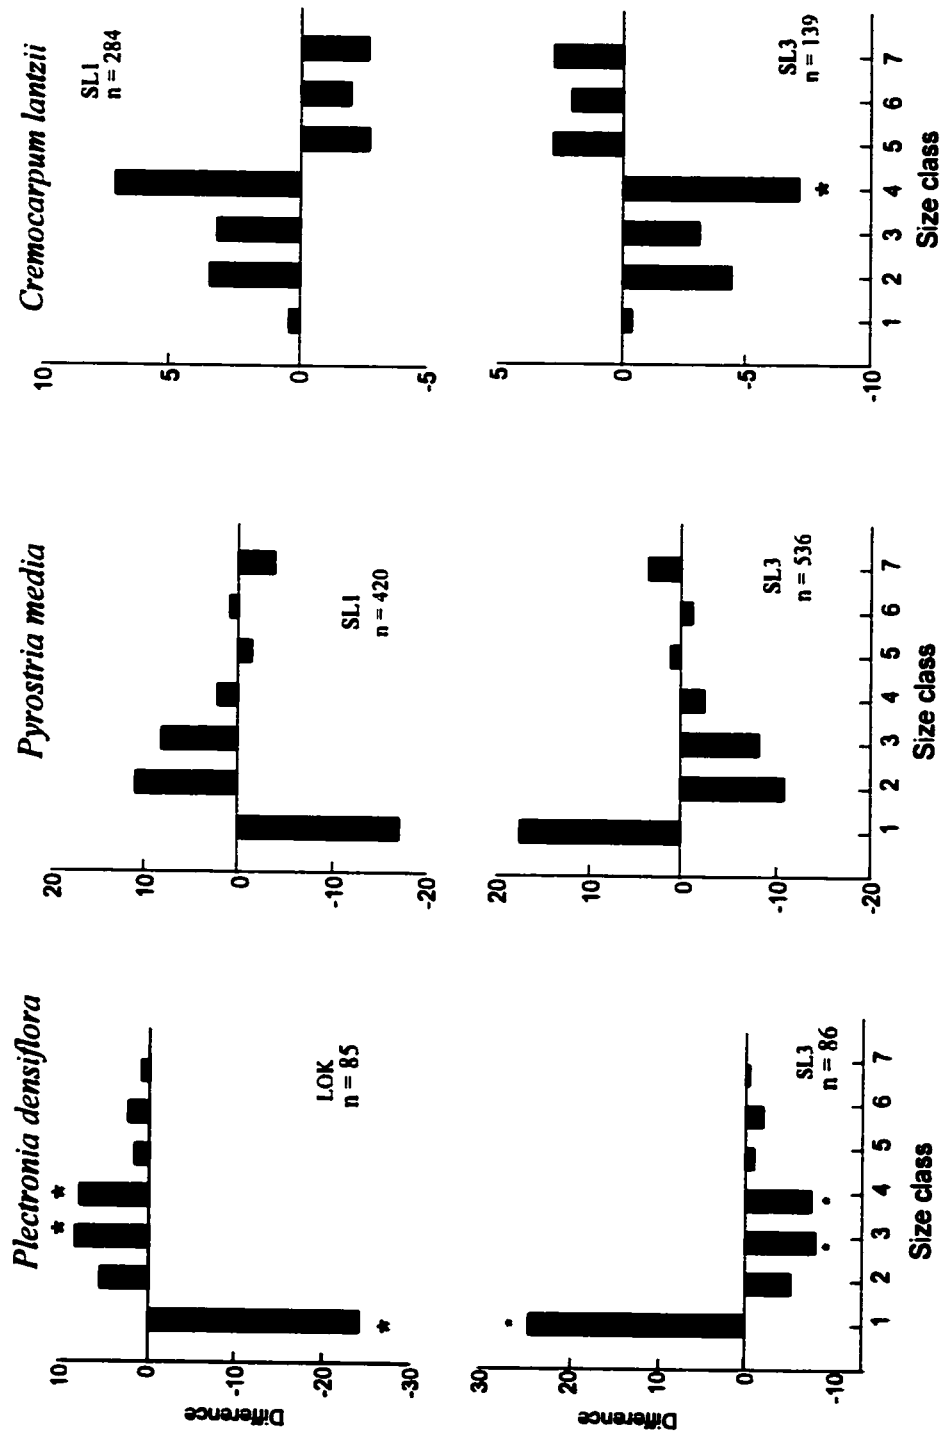 Plectronia densiflora
Difference
10
0
-10
-20
-30
*
*
*
LOK
n = 85
Difference
30
20
10
0
-10
*
*
*
SL3
n = 86
1 2 3 4 5 6 7
Size class
Pyrostria media
20
10
0
-10
-20
SL1
n = 420
20
10
0
-10
-20
SL3
n = 536
1 2 3 4 5 6 7
Size class
Cremocarpum lantzii
10
5
0
-5
SL1
n = 284
5
0
-5
-10
*
SL3
n = 139
1 2 3 4 5 6 7
Size class